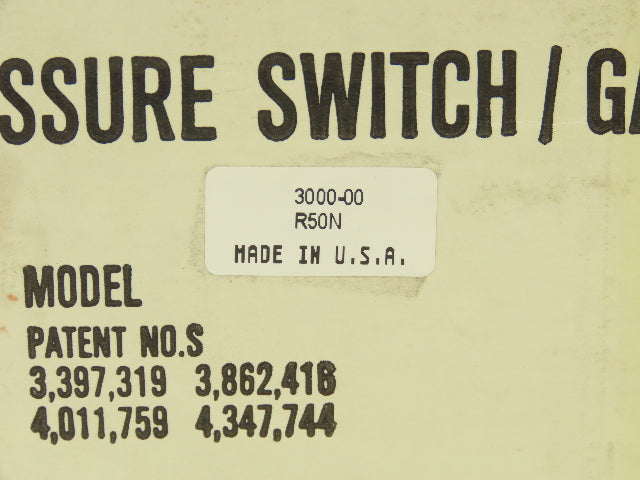 SSURE SWITCH / GA
3000-00
R50N
MADE IN U.S.A.
MODEL
PATENT NO.S
3,397,319 3,862,416
4,011,759 4,347,744